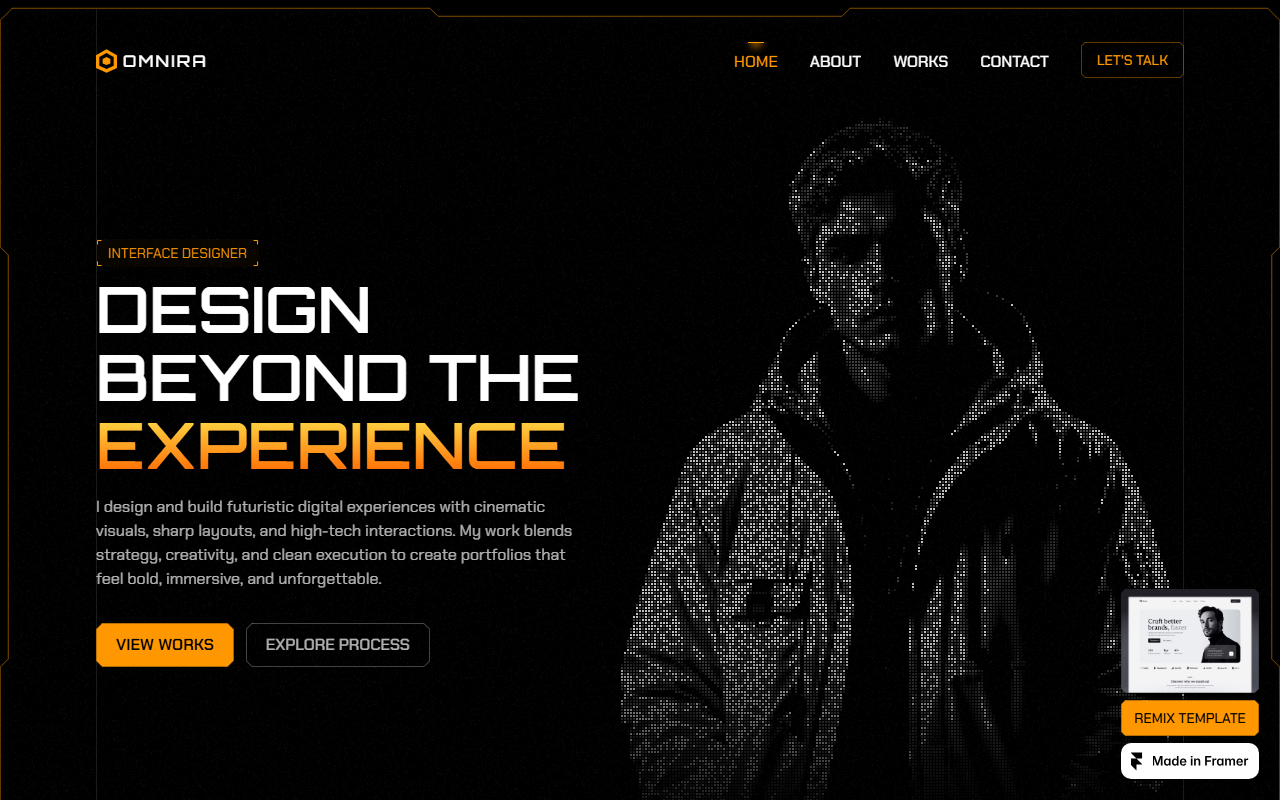 OMNIRA
HOME
ABOUT
WORKS
CONTACT
LET'S TALK
INTERFACE DESIGNER
DESIGN
BEYOND THE
EXPERIENCE
I design and build futuristic digital experiences with cinematic
visuals, sharp layouts, and high-tech interactions. My work blends
strategy, creativity, and clean execution to create portfolios that
feel bold, immersive, and unforgettable.
VIEW WORKS
EXPLORE PROCESS
Craft better
brands, faster
REMIX TEMPLATE
Made in Framer